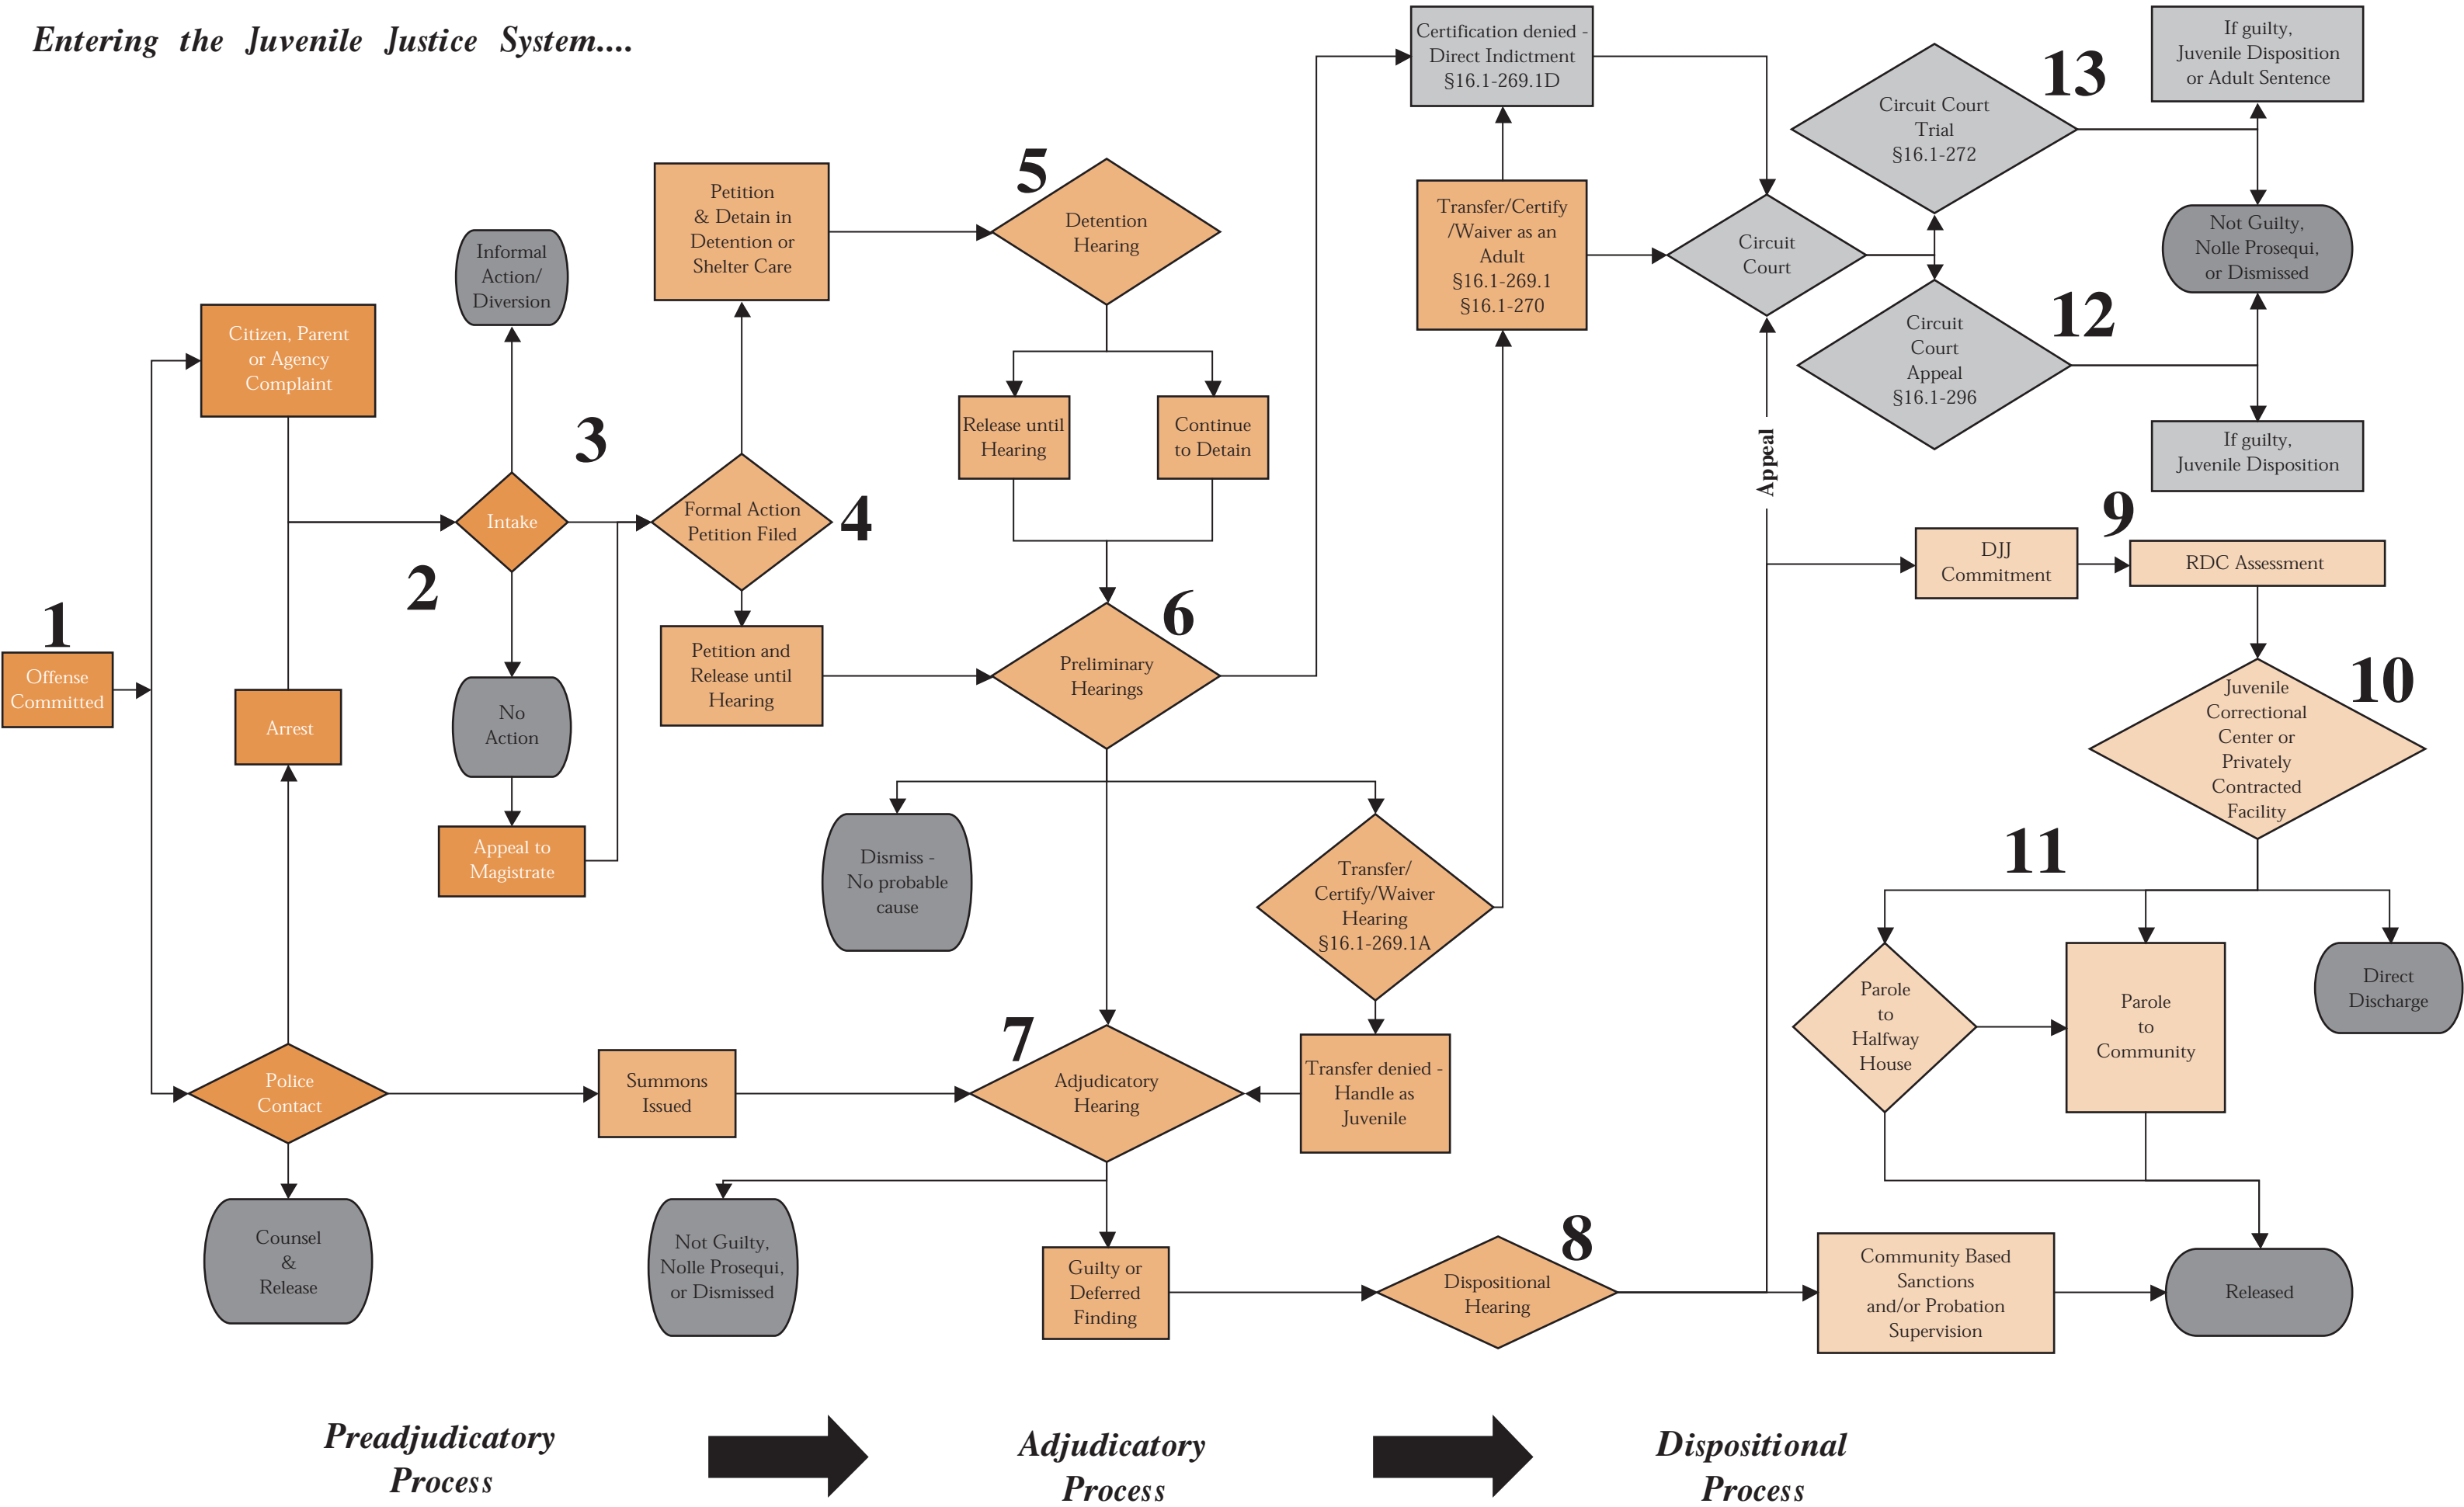 Entering the Juvenile Justice System....
1
Offense
Committed
Citizen, Parent
or Agency
Complaint
Arrest
Police
Contact
Counsel
&
Release
2
Intake
Informal
Action/
Diversion
No
Action
Appeal to
Magistrate
3
Formal Action
Petition Filed
4
Petition
& Detain in
Detention or
Shelter Care
Petition and
Release until
Hearing
Summons
Issued
5
Detention
Hearing
Release until
Hearing
Continue
to Detain
6
Preliminary
Hearings
Dismiss -
No probable
cause
Transfer/
Certify/Waiver
Hearing
§16.1-269.1A
Transfer denied -
Handle as
Juvenile
7
Adjudicatory
Hearing
Not Guilty,
Nolle Prosequi,
or Dismissed
Guilty or
Deferred
Finding
8
Dispositional
Hearing
Certification denied -
Direct Indictment
§16.1-269.1D
Transfer/Certify
/Waiver as an
Adult
§16.1-269.1
§16.1-270
Circuit
Court
Appeal
13
Circuit Court
Trial
§16.1-272
If guilty,
Juvenile Disposition
or Adult Sentence
Not Guilty,
Nolle Prosequi,
or Dismissed
12
Circuit
Court
Appeal
§16.1-296
If guilty,
Juvenile Disposition
DJJ
Commitment
9
RDC Assessment
10
Juvenile
Correctional
Center or
Privately
Contracted
Facility
11
Parole
to
Halfway
House
Parole
to
Community
Direct
Discharge
Community Based
Sanctions
and/or Probation
Supervision
Released
Preadjudicatory
Process
Adjudicatory
Process
Dispositional
Process